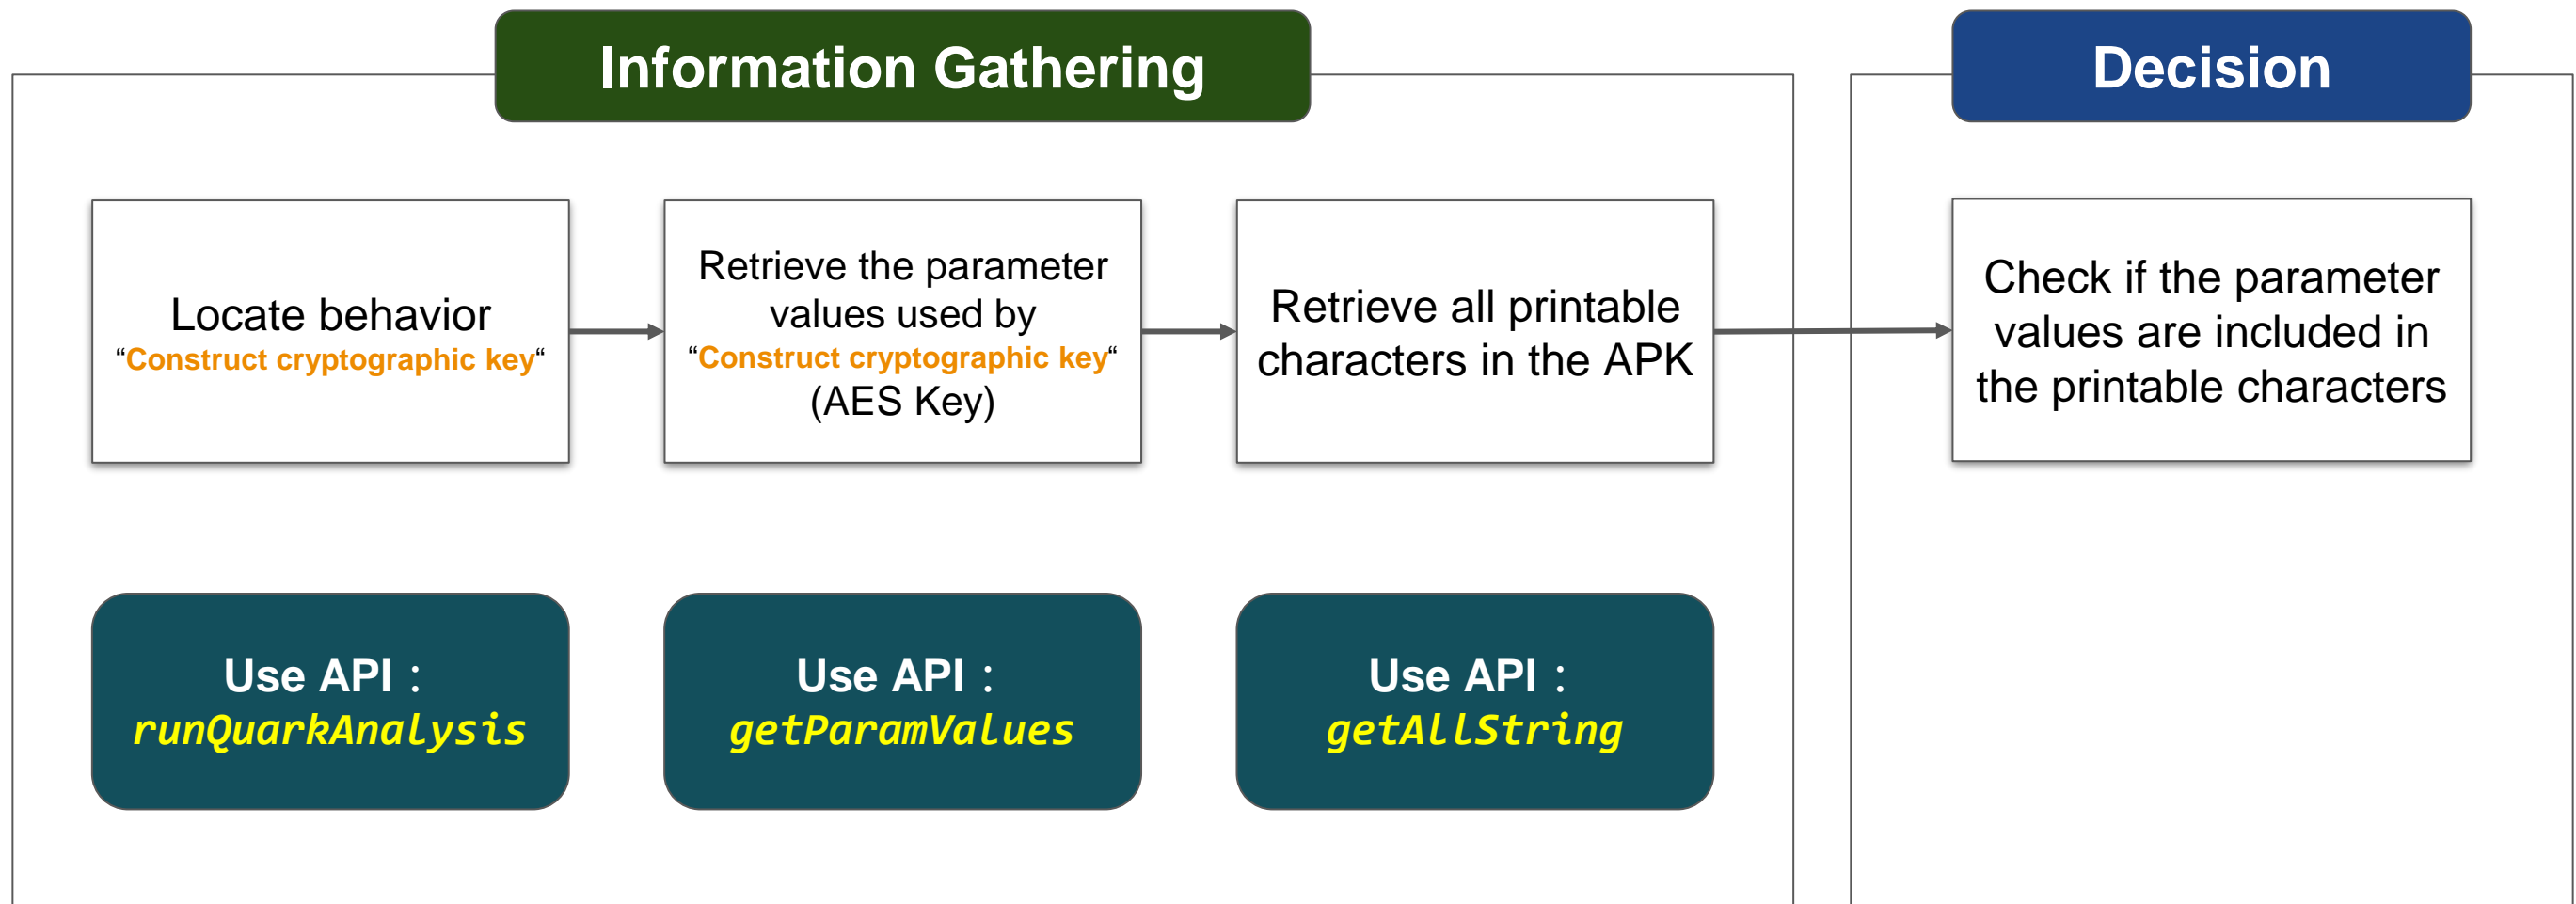 Information Gathering
Decision
Locate behavior
“Construct cryptographic key“
Retrieve the parameter
values used by
“Construct cryptographic key“
(AES Key)
Retrieve all printable
characters in the APK
Check if the parameter
values are included in
the printable characters
Use API：
runQuarkAnalysis
Use API：
getParamValues
Use API：
getAllString